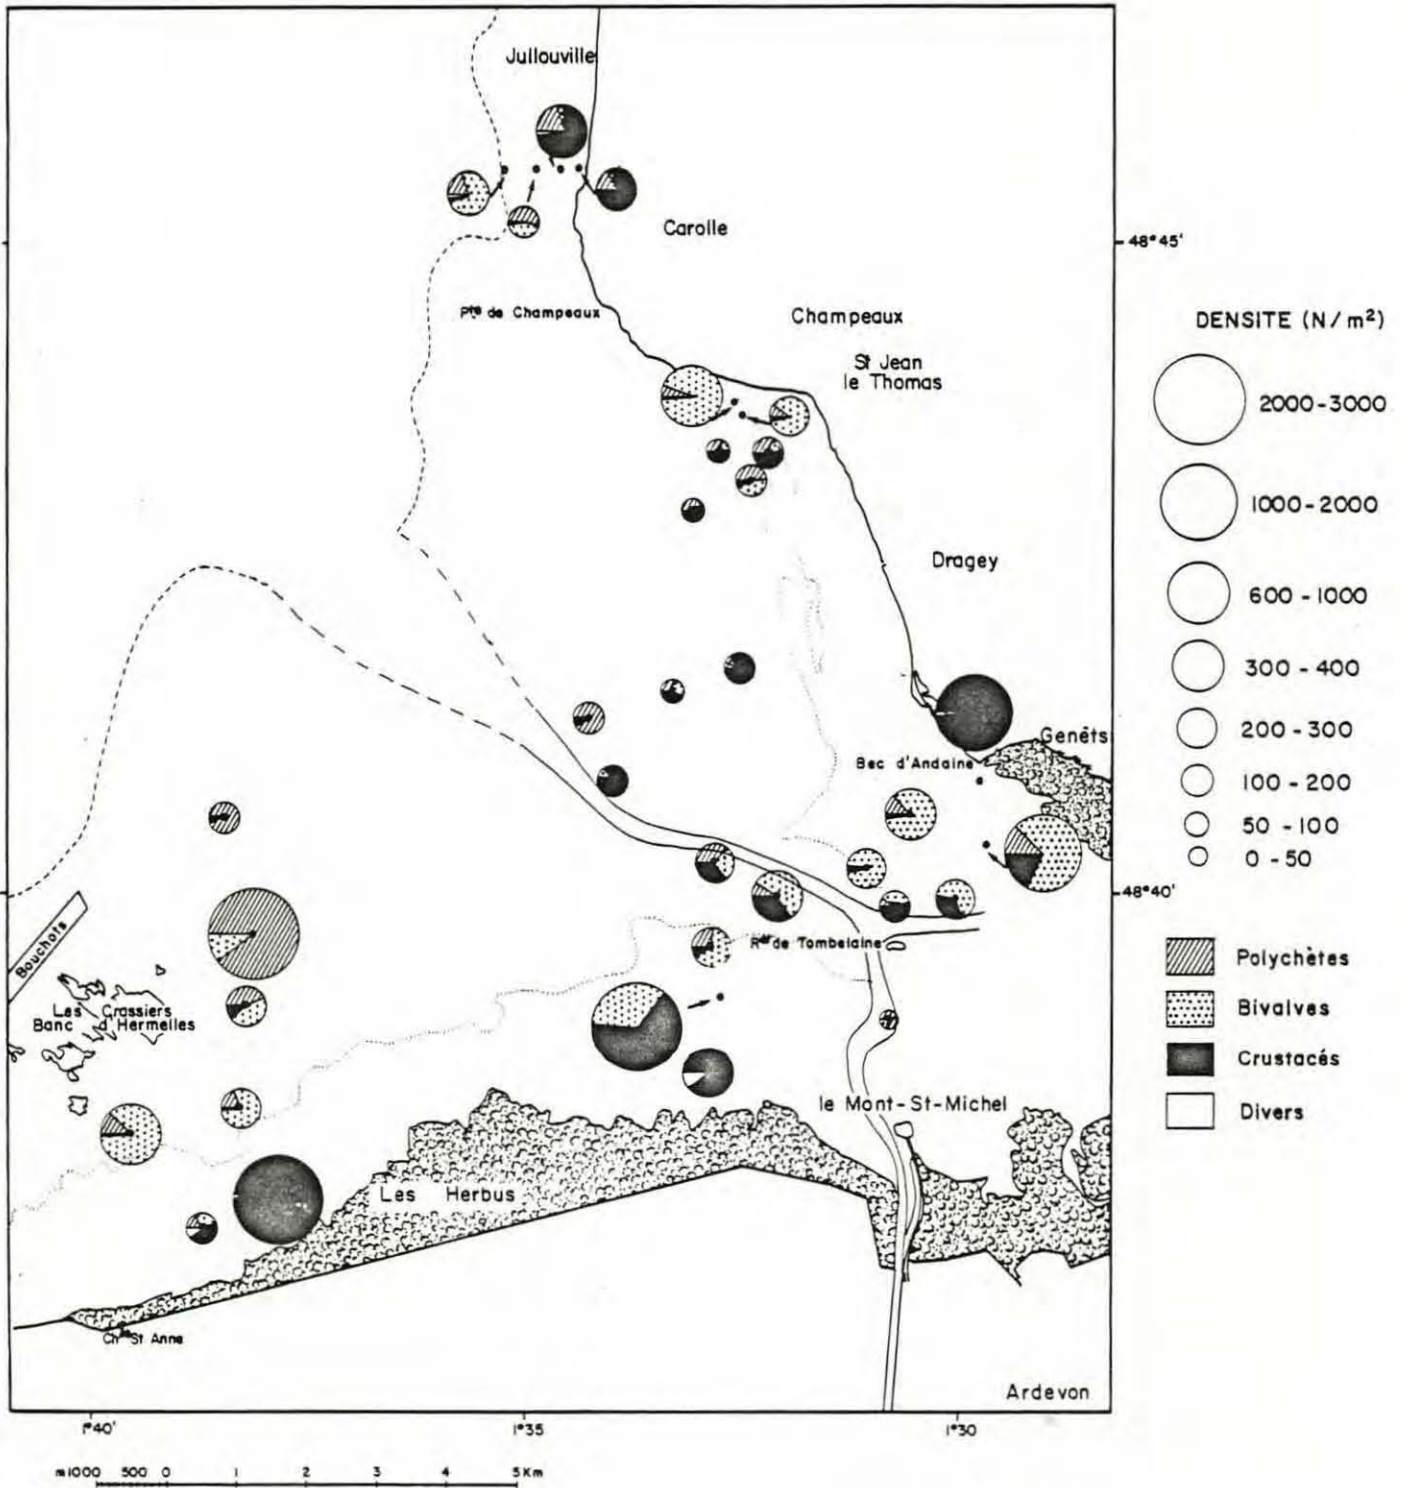 Jullouville
Carolle
48°45'
Pte de Champeaux
Champeaux
St Jean
le Thomas
Dragey
Genêts
Bec d'Andaine
48°40'
Bouchots
Les Crassiers
Banc d'Hermelles
Rer de Tombelaine
le Mont-St-Michel
Les Herbus
Chlle St Anne
Ardevon
1°40'
1°35
1°30
m1000 500 0 1 2 3 4 5Km
DENSITE (N/m²)
2000-3000
1000-2000
600-1000
300-400
200-300
100-200
50-100
0-50
Polychètes
Bivalves
Crustacés
Divers